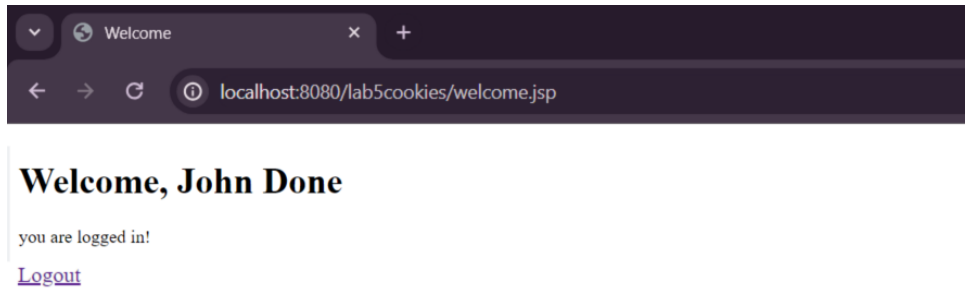 Welcome
localhost:8080/lab5cookies/welcome.jsp
Welcome, John Done
you are logged in!
Logout